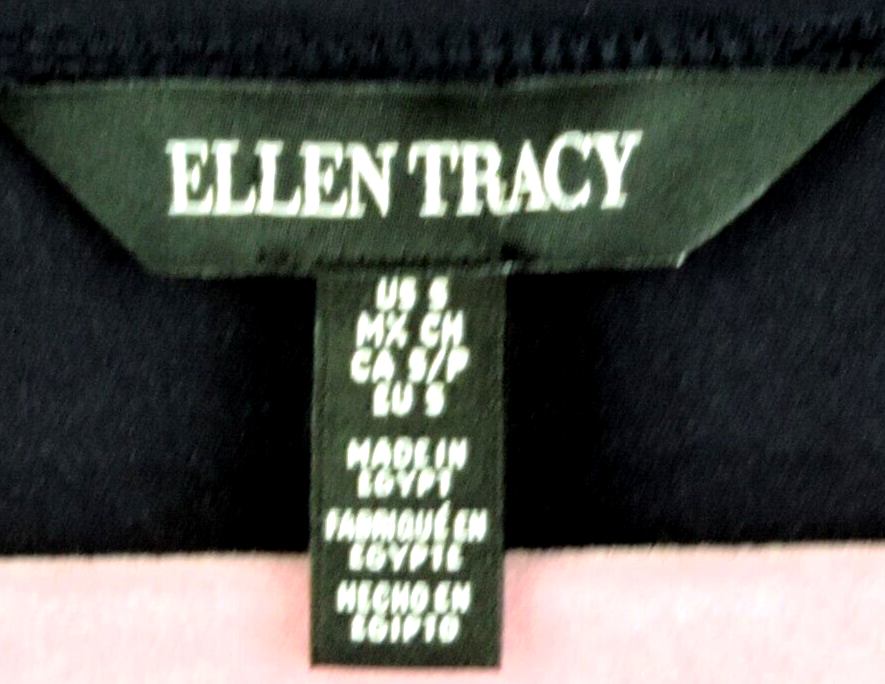 ELLEN TRACY
US S
MX CH
CA S/P
EU S
MADE IN
EGYPT
FABRIQUÉ EN
EGYPTE
HECHO EN
EGIPTO